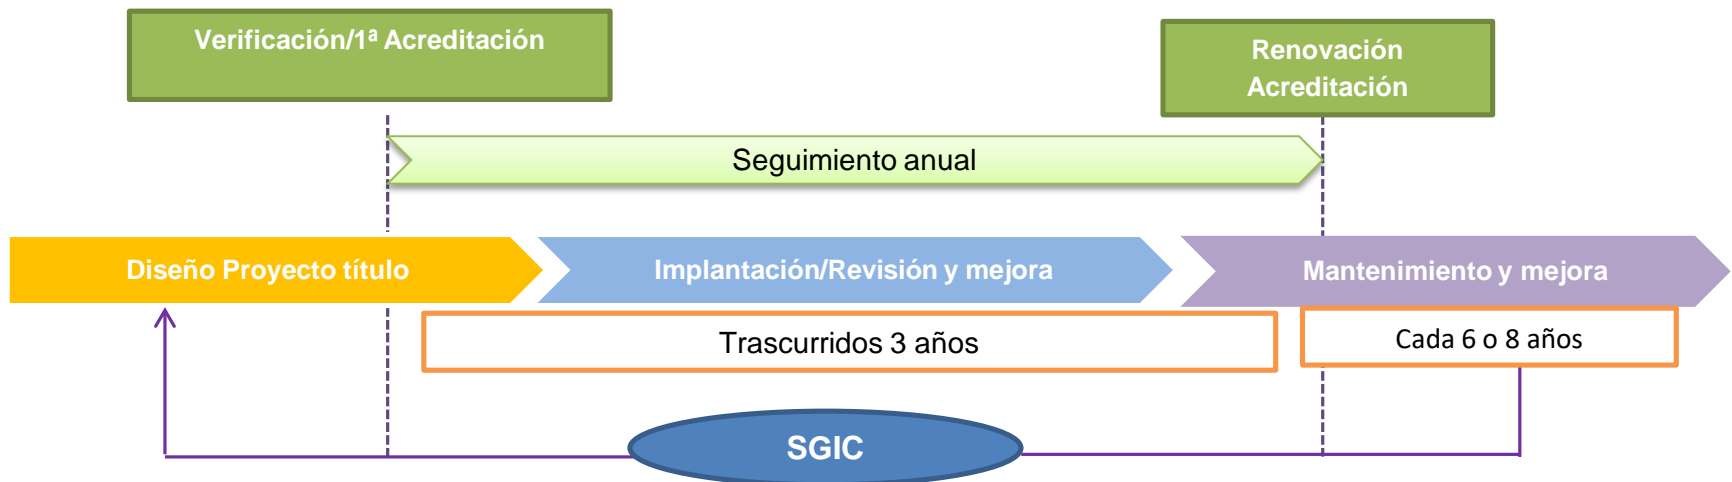 Verificación/1ª Acreditación
Renovación
Acreditación
Seguimiento anual
Diseño Proyecto título
Implantación/Revisión y mejora
Mantenimiento y mejora
Trascurridos 3 años
Cada 6 o 8 años
SGIC